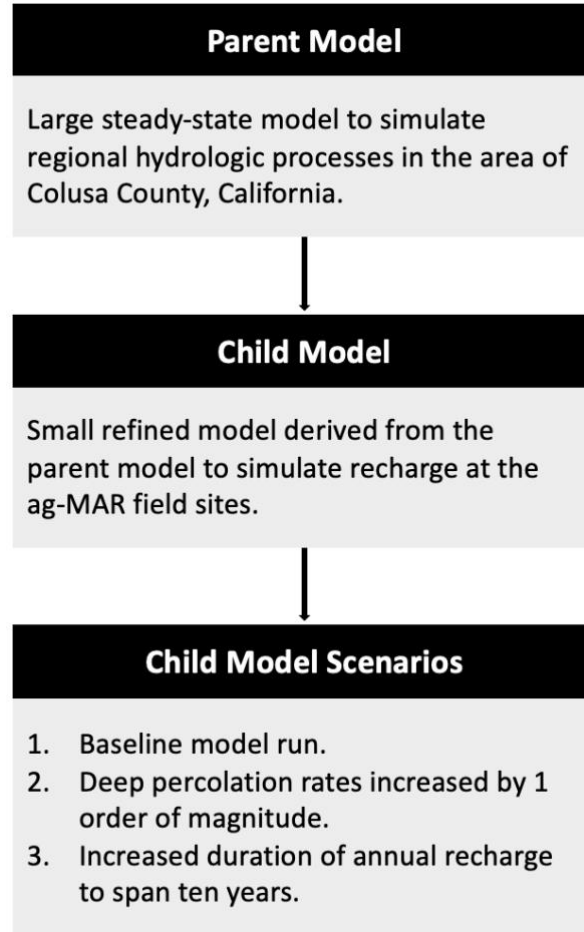 Parent Model
Large steady-state model to simulate
regional hydrologic processes in the area of
Colusa County, California.
Child Model
Small refined model derived from the
parent model to simulate recharge at the
ag-MAR field sites.
Child Model Scenarios
1. Baseline model run.
2. Deep percolation rates increased by 1
order of magnitude.
3. Increased duration of annual recharge
to span ten years.